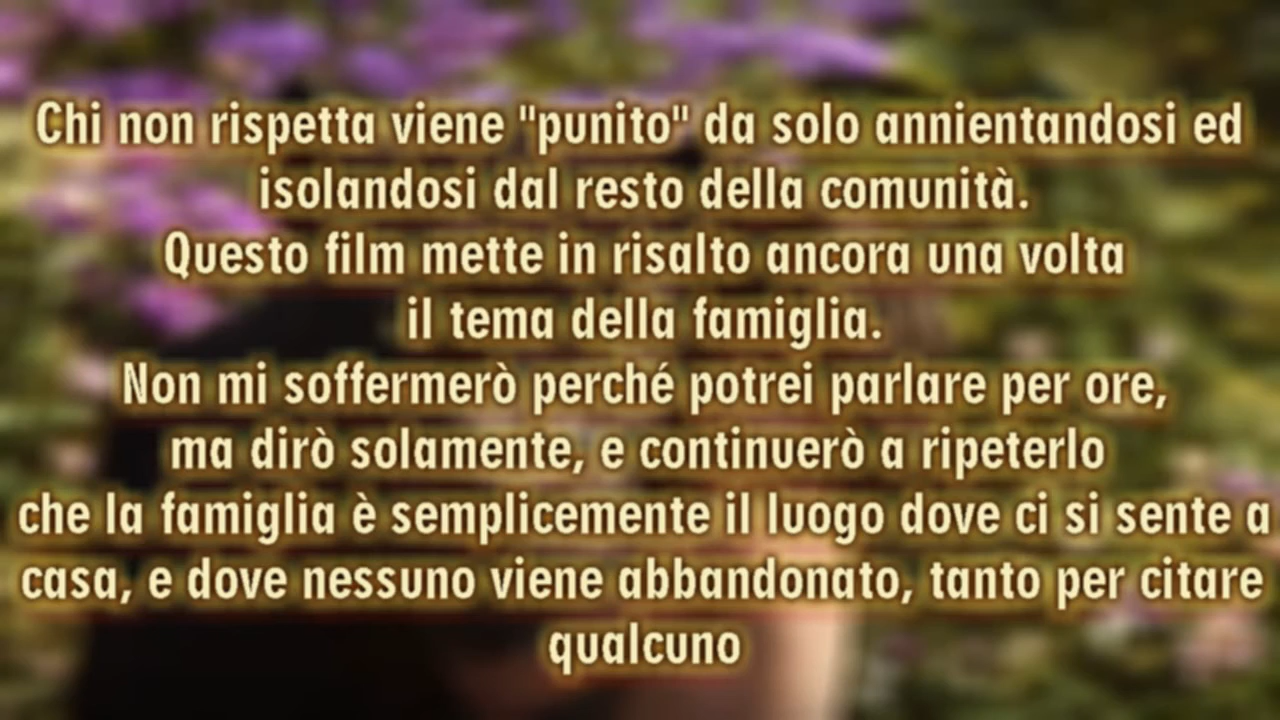 Chi non rispetta viene "punito" da solo annientandosi ed
isolandosi dal resto della comunità.
Questo film mette in risalto ancora una volta
il tema della famiglia.
Non mi soffermerò perché potrei parlare per ore,
ma dirò solamente, e continuerò a ripeterlo
che la famiglia è semplicemente il luogo dove ci si sente a
casa, e dove nessuno viene abbandonato, tanto per citare
qualcuno